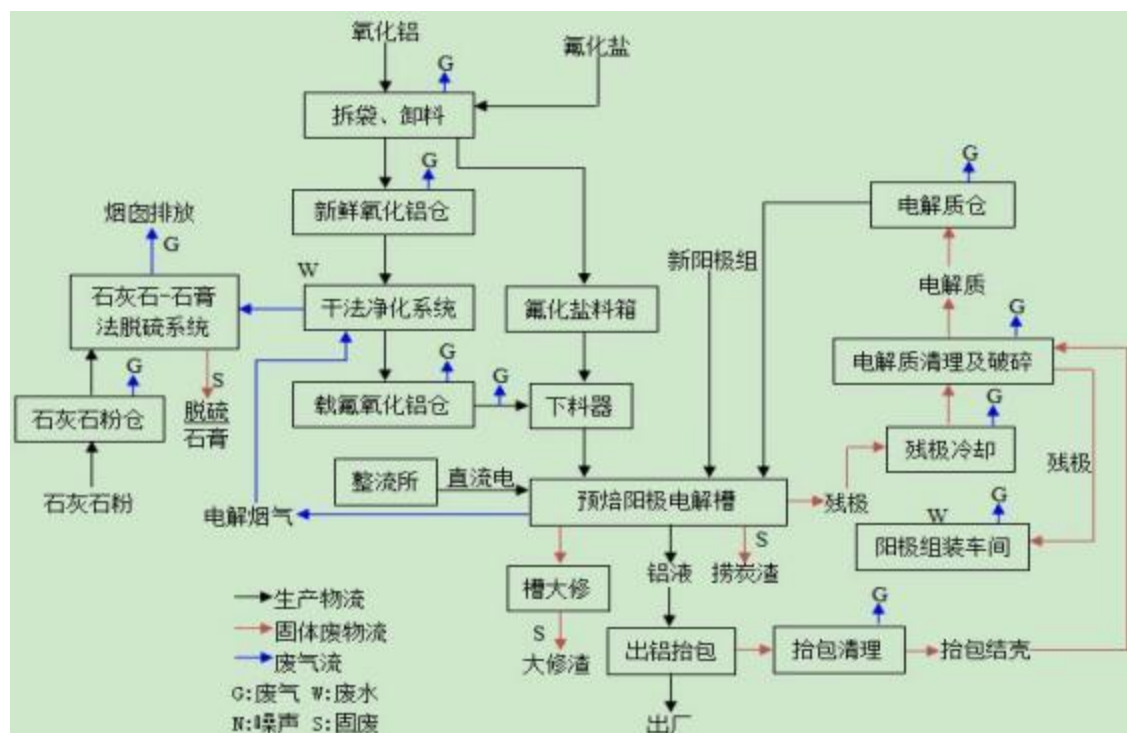 氧化铝
氟化盐
G
拆袋、卸料
G
新鲜氧化铝仓
G
电解质仓
烟囱排放
G
新阳极组
W
石灰石-石膏
法脱硫系统
干法净化系统
氟化盐料箱
电解质
G
电解质清理及破碎
G
S
G
G
石灰石粉仓
脱硫
石膏
载氟氧化铝仓
下料器
G
残极冷却
残极
整流所
直流电
石灰石粉
电解烟气
预焙阳极电解槽
残极
W
G
阳极组装车间
S
槽大修
铝液
捞炭渣
生产物流
固体废物流
废气流
G:废气 W:废水
N:噪声 S:固废
S
大修渣
出铝抬包
G
抬包清理
抬包结壳
出厂